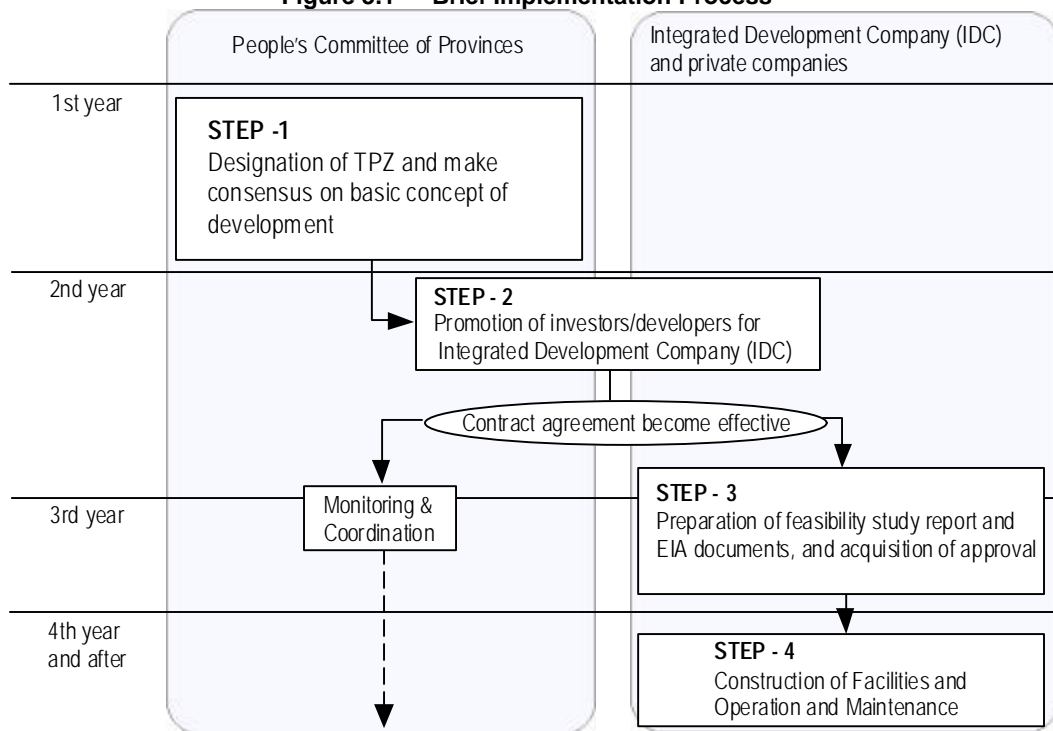 Figure 3.1 Brief Implementation Process
People's Committee of Provinces
Integrated Development Company (IDC)
and private companies
1st year
STEP -1
Designation of TPZ and make
consensus on basic concept of
development
2nd year
STEP - 2
Promotion of investors/developers for
Integrated Development Company (IDC)
Contract agreement become effective
3rd year
Monitoring &
Coordination
STEP - 3
Preparation of feasibility study report and
EIA documents, and acquisition of approval
4th year
and after
STEP - 4
Construction of Facilities and
Operation and Maintenance